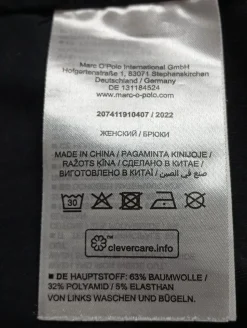 Marc O'Polo International GmbH
Hofgartenstraße 1, 83071 Stephanskirchen
Deutschland / Germany
DE 131184524
www.marc-o-polo.com
207411910407 / 2022
ЖЕНСКИЙ / БРЮКИ
MADE IN CHINA / PAGAMINTA KINIJOJE /
RAŽOTS ĶĪNA / СДЕЛАНО В КИТАЕ /
ВИГОТОВЛЕНО В КИТАЇ / صنع في الصين
30
™
clevercare.info
■ DE HAUPTSTOFF: 63% BAUMWOLLE /
32% POLYAMID / 5% ELASTHAN
VON LINKS WASCHEN UND BÜGELN.